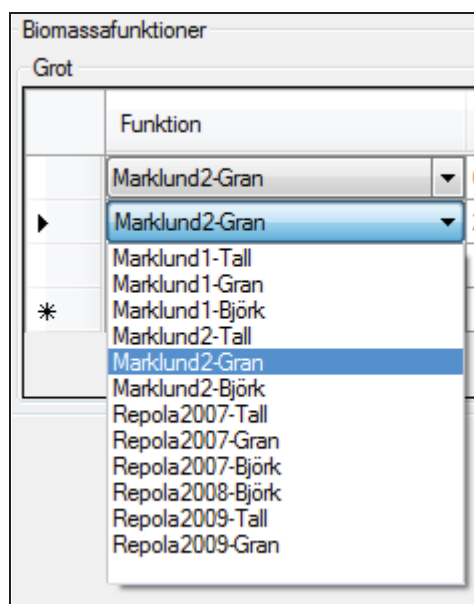 Biomassafunktioner
Grot
Funktion
Marklund2-Gran
Marklund2-Gran
Marklund1-Tall
Marklund1-Gran
Marklund1-Björk
Marklund2-Tall
Marklund2-Gran
Marklund2-Björk
Repola2007-Tall
Repola2007-Gran
Repola2007-Björk
Repola2008-Björk
Repola2009-Tall
Repola2009-Gran